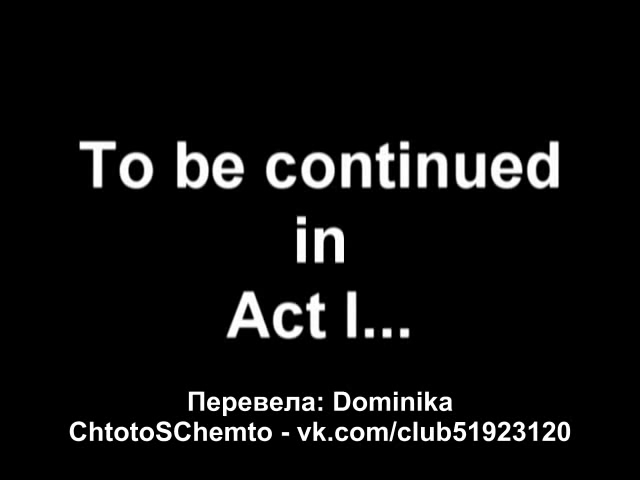 To be continued
in
Act I...
Перевела: Dominika
ChtotoSChemto - vk.com/club51923120